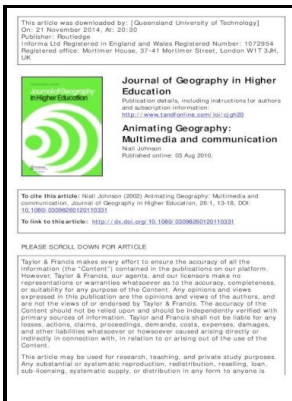 This article was downloaded by: [Queensland University of Technology]
On: 21 November 2014, At: 20:30
Publisher: Routledge
Informa Ltd Registered in England and Wales Registered Number: 1072954
Registered office: Mortimer House, 37-41 Mortimer Street, London W1T 3JH,
UK
Journal of Geography
in Higher Education
Journal of Geography in Higher
Education
Publication details, including instructions for authors
and subscription information:
http://www.tandfonline.com/loi/cjgh20
Animating Geography:
Multimedia and communication
Niall Johnson
Published online: 03 Aug 2010.
To cite this article: Niall Johnson (2002) Animating Geography: Multimedia and
communication, Journal of Geography in Higher Education, 26:1, 13-18, DOI:
10.1080/03098260120110331
To link to this article: http://dx.doi.org/10.1080/03098260120110331
PLEASE SCROLL DOWN FOR ARTICLE
Taylor & Francis makes every effort to ensure the accuracy of all the
information (the "Content") contained in the publications on our platform.
However, Taylor & Francis, our agents, and our licensors make no
representations or warranties whatsoever as to the accuracy, completeness,
or suitability for any purpose of the Content. Any opinions and views
expressed in this publication are the opinions and views of the authors, and
are not the views of or endorsed by Taylor & Francis. The accuracy of the
Content should not be relied upon and should be independently verified with
primary sources of information. Taylor and Francis shall not be liable for any
losses, actions, claims, proceedings, demands, costs, expenses, damages,
and other liabilities whatsoever or howsoever caused arising directly or
indirectly in connection with, in relation to or arising out of the use of the
Content.
This article may be used for research, teaching, and private study purposes.
Any substantial or systematic reproduction, redistribution, reselling, loan,
sub-licensing, systematic supply, or distribution in any form to anyone is